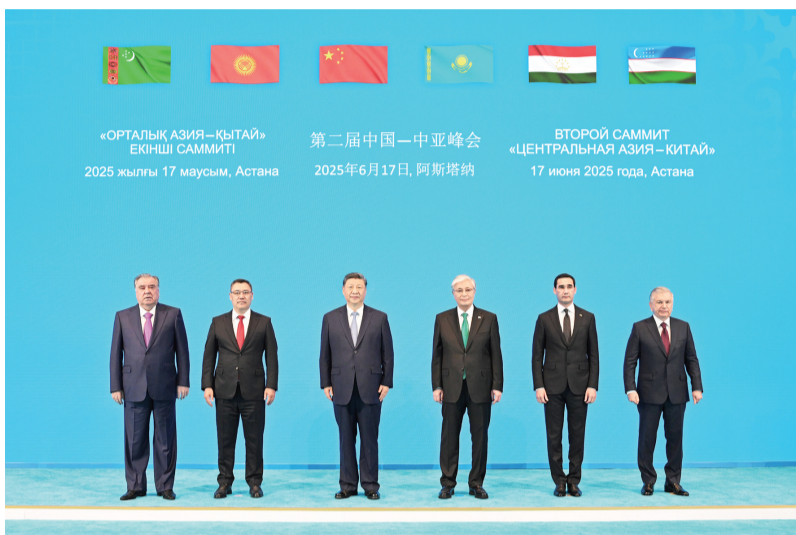 «ОРТАЛЫҚ АЗИЯ—ҚЫТАЙ»
ЕКІНШІ САММИТІ
2025 жылғы 17 маусым, Астана
第二届中国—中亚峰会
2025年6月17日, 阿斯塔纳
ВТОРОЙ САММИТ
«ЦЕНТРАЛЬНАЯ АЗИЯ—КИТАЙ»
17 июня 2025 года, Астана